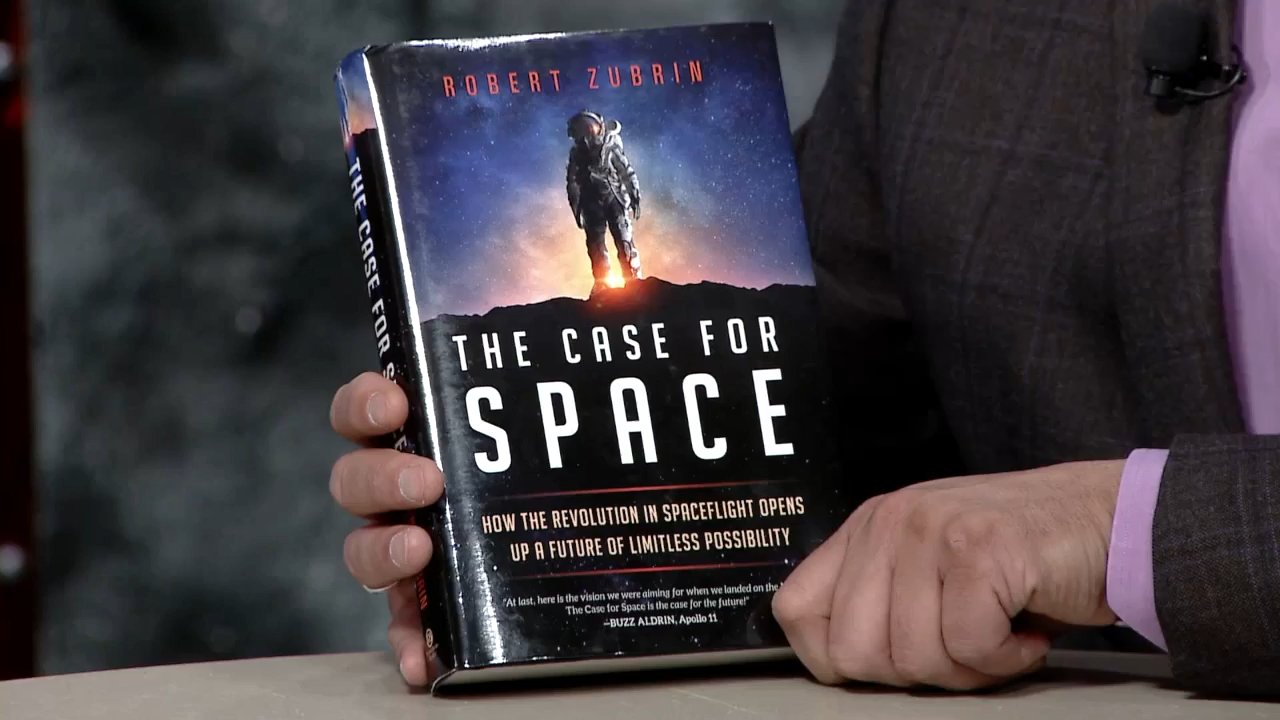 ROBERT ZUBRIN
THE CASE FOR
SPACE
HOW THE REVOLUTION IN SPACEFLIGHT OPENS
UP A FUTURE OF LIMITLESS POSSIBILITY
"At last, here is the vision we were aiming for when we landed on the
The Case for Space is the case for the future!"
—BUZZ ALDRIN, Apollo 11
THE CASE FOR